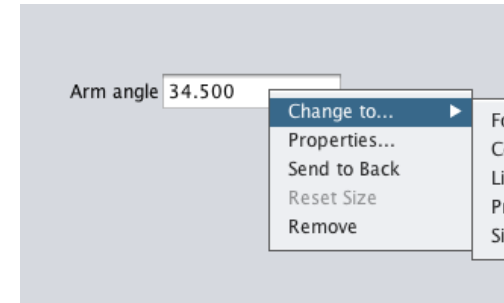 Arm angle 34.500
Change to...
Properties...
Send to Back
Reset Size
Remove